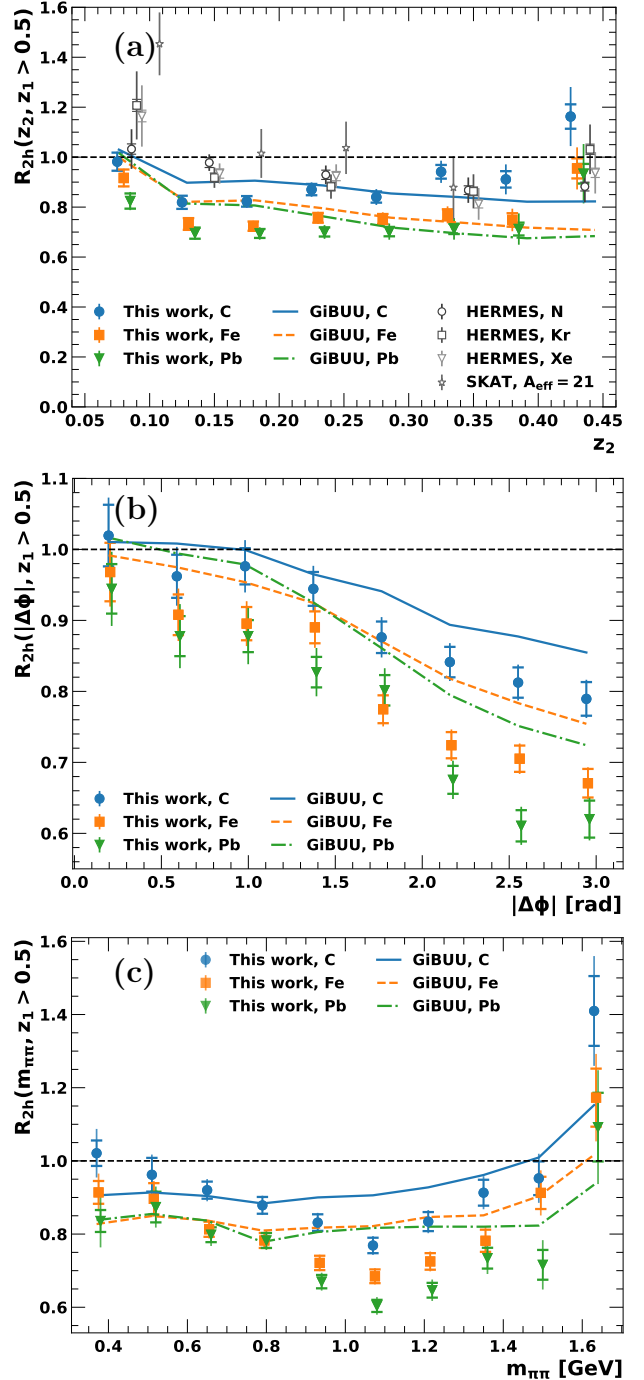 (a)
R2h(z2, z1 > 0.5)
1.6
1.4
1.2
1.0
0.8
0.6
0.4
0.2
0.0
This work, C
This work, Fe
This work, Pb
GiBUU, C
GiBUU, Fe
GiBUU, Pb
HERMES, N
HERMES, Kr
HERMES, Xe
SKAT, Aeff = 21
0.05 0.10 0.15 0.20 0.25 0.30 0.35 0.40 0.45
z2
(b)
R2h(|Δϕ|, z1 > 0.5)
1.1
1.0
0.9
0.8
0.7
0.6
This work, C
This work, Fe
This work, Pb
GiBUU, C
GiBUU, Fe
GiBUU, Pb
0.0 0.5 1.0 1.5 2.0 2.5 3.0
|Δϕ| [rad]
(c)
R2h(mππ, z1 > 0.5)
1.6
1.4
1.2
1.0
0.8
0.6
This work, C
This work, Fe
This work, Pb
GiBUU, C
GiBUU, Fe
GiBUU, Pb
0.4 0.6 0.8 1.0 1.2 1.4 1.6
mππ [GeV]